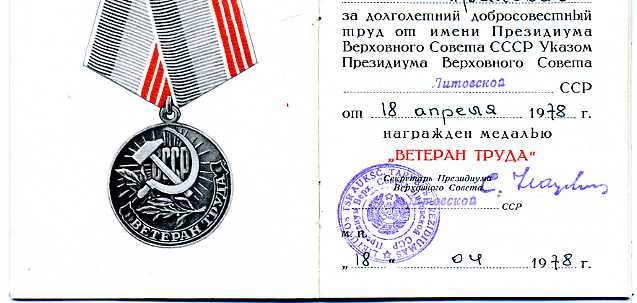 СССР
ВЕТЕРАН ТРУДА
за долголетний добросовестный
труд от имени Президиума
Верховного Совета СССР Указом
Президиума Верховного Совета
Литовской ССР
от 18 апреля 1978 г.
награжден медалью
„ВЕТЕРАН ТРУДА“
Секретарь Президиума
Верховного Совета
Литовской ССР
М. П.
„18“ 04 1978 г.